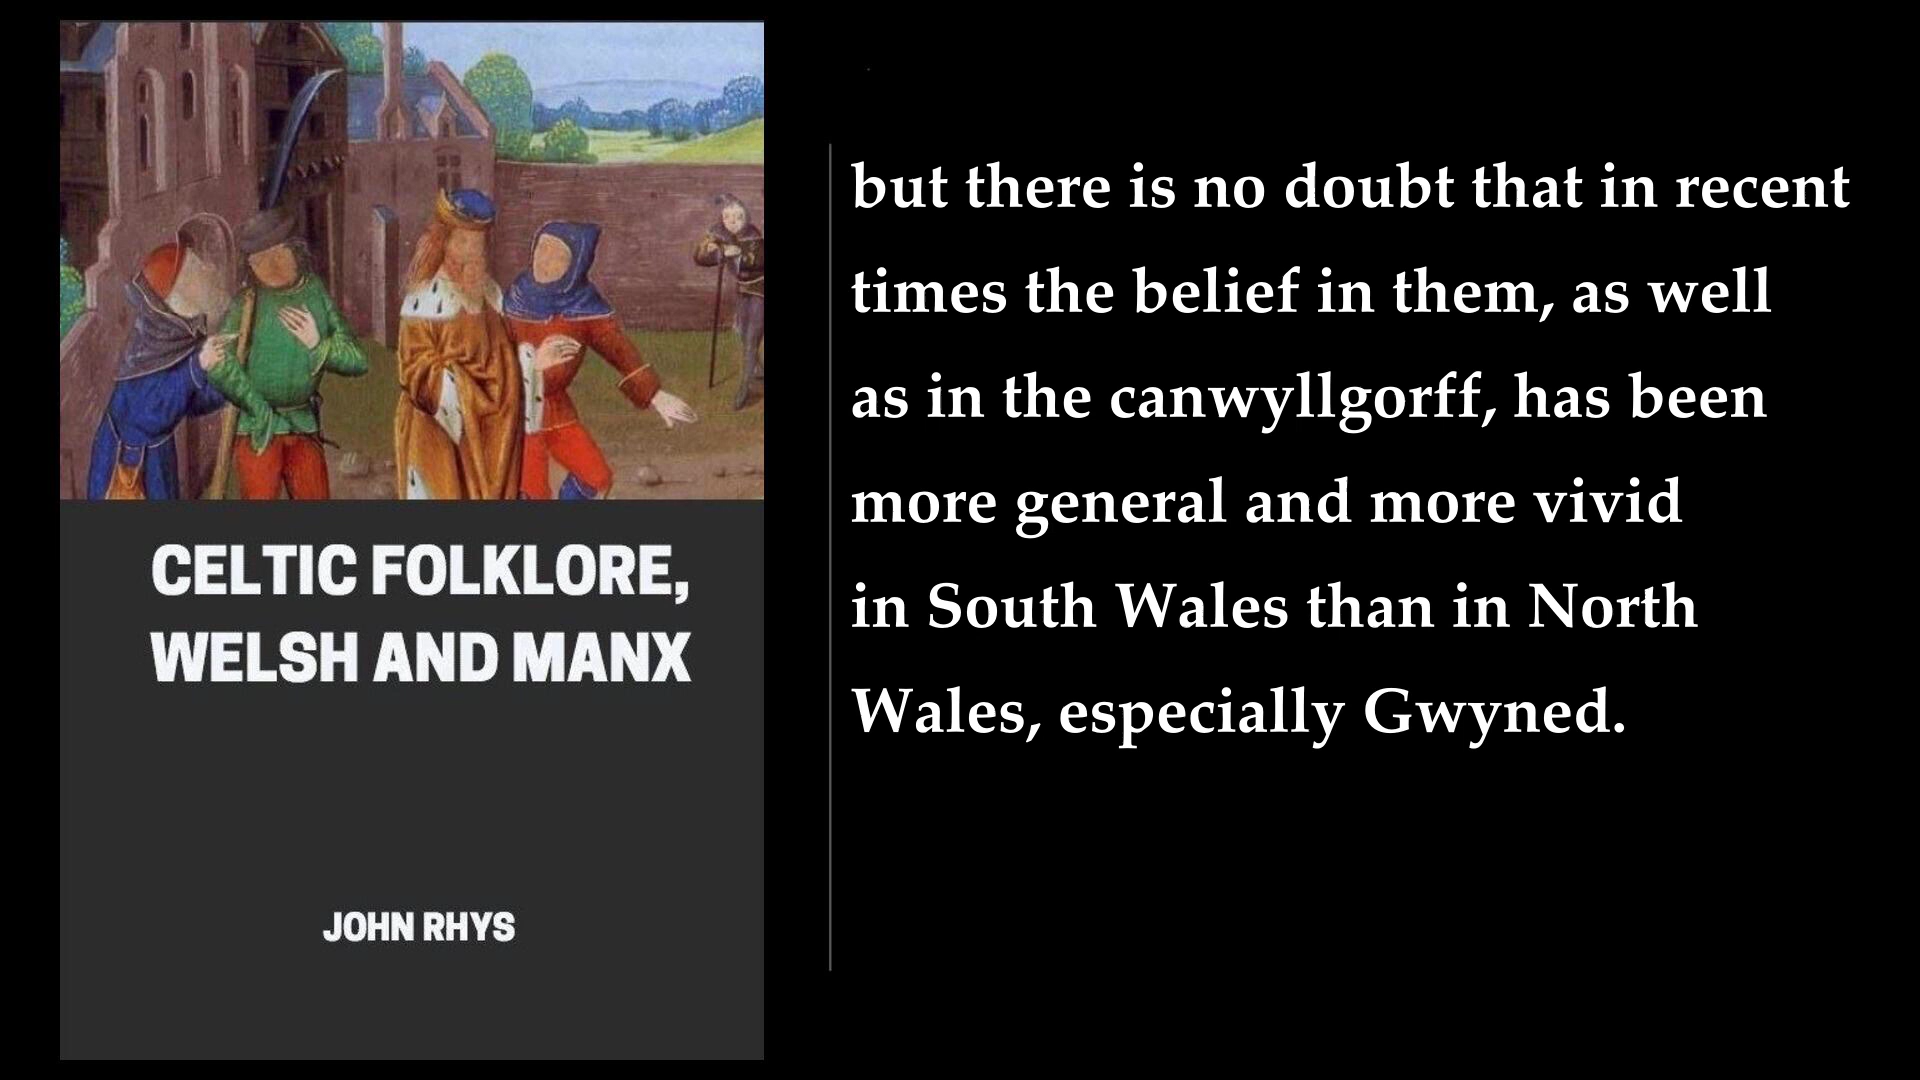 CELTIC FOLKLORE,
WELSH AND MANX
JOHN RHYS
but there is no doubt that in recent
times the belief in them, as well
as in the canwyllgorff, has been
more general and more vivid
in South Wales than in North
Wales, especially Gwyned.